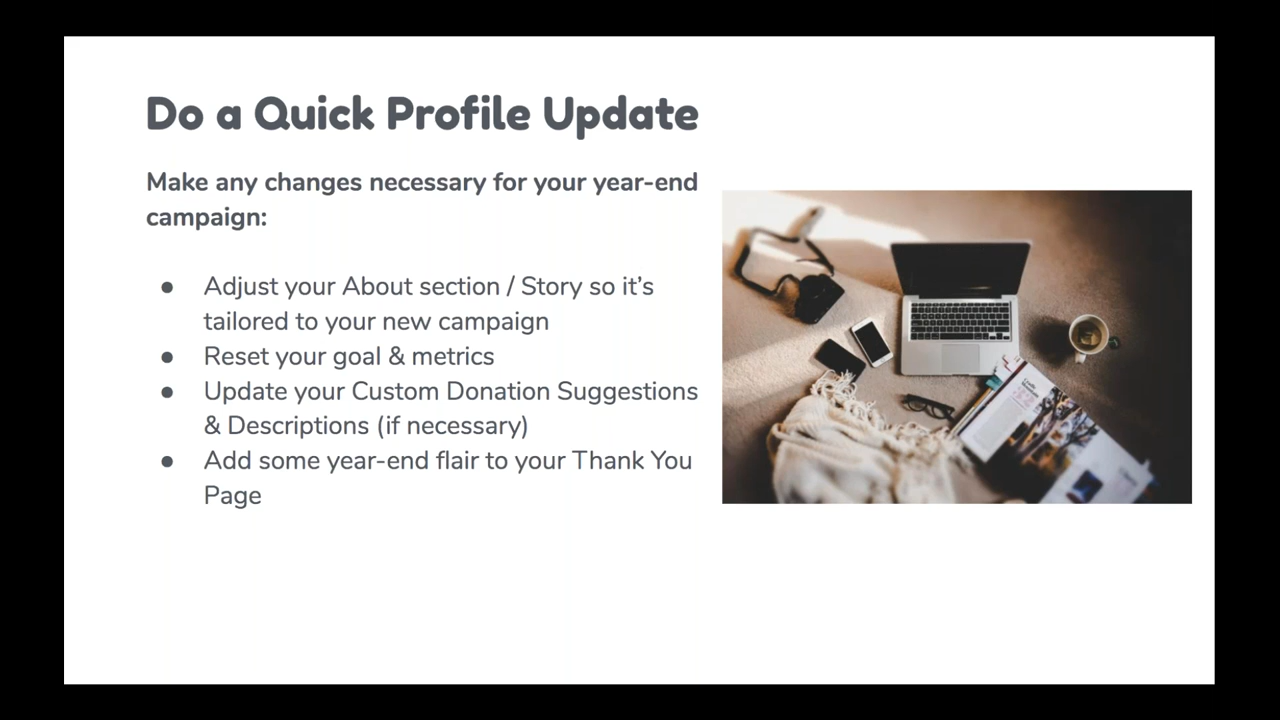 Do a Quick Profile Update
Make any changes necessary for your year-end
campaign:
● Adjust your About section / Story so it’s
tailored to your new campaign
● Reset your goal & metrics
● Update your Custom Donation Suggestions
& Descriptions (if necessary)
● Add some year-end flair to your Thank You
Page